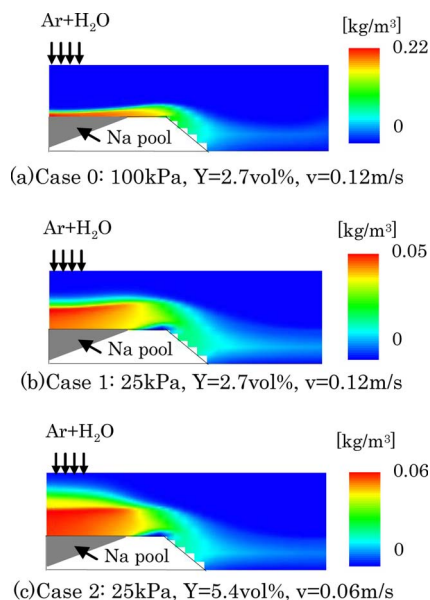 Ar+H₂O
[kg/m³]
0.22
0
Na pool
(a)Case 0: 100kPa, Y=2.7vol%, v=0.12m/s
Ar+H₂O
[kg/m³]
0.05
0
Na pool
(b)Case 1: 25kPa, Y=2.7vol%, v=0.12m/s
Ar+H₂O
[kg/m³]
0.06
0
Na pool
(c)Case 2: 25kPa, Y=5.4vol%, v=0.06m/s